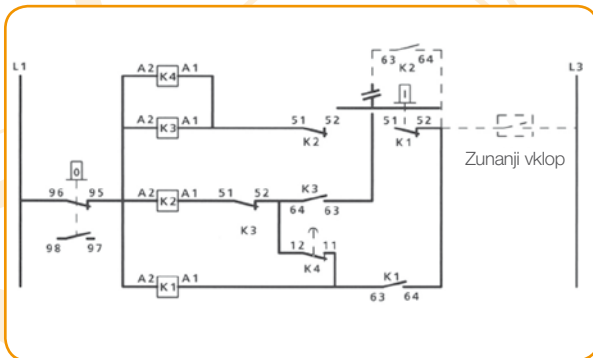 63 64
K2
L1
L3
A2 K4 A1
I
A2 K3 A1
51 52
K2
51 52
K1
Zunanji vklop
0
96 95
A2 K2 A1
51 52
K3
K3
64 63
98 97
12 11
K4
K1
A2 K1 A1
63 64